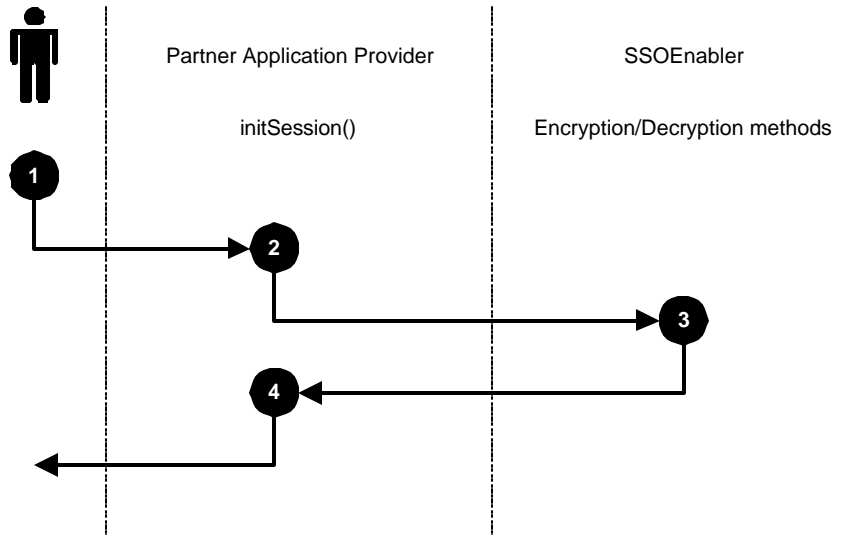 Partner Application Provider
SSOEnabler
initSession()
Encryption/Decryption methods
1
2
3
4